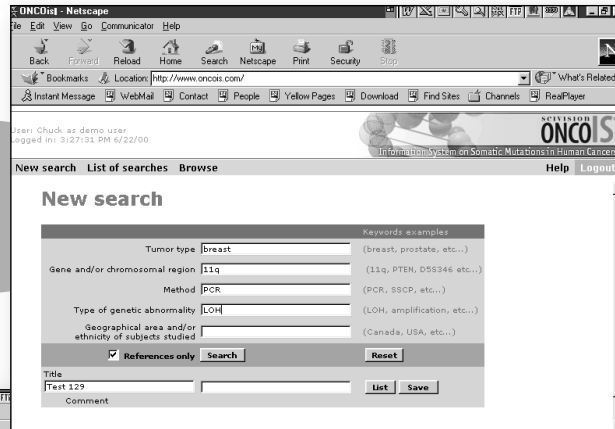 ONCOis] - Netscape
File Edit View Go Communicator Help
Back Forward Reload Home Search Netscape Print Security Stop
Bookmarks Location: http://www.oncois.com/ What's Related
Instant Message WebMail Contact People Yellow Pages Download Find Sites Channels RealPlayer
User: Chuck as demo user
Logged in: 3:27:31 PM 6/22/00
SCIVISION
ONCOIS
Information System on Somatic Mutations in Human Cancer
New search List of searches Browse Help Logout
New search
Keywords examples
Tumor type breast (breast, prostate, etc...)
Gene and/or chromosomal region 11q (11q, PTEN, D5S346 etc...)
Method PCR (PCR, SSCP, etc...)
Type of genetic abnormality LOH (LOH, amplification, etc...)
Geographical area and/or
ethnicity of subjects studied (Canada, USA, etc...)
References only Search Reset
Title
Test 129 List Save
Comment